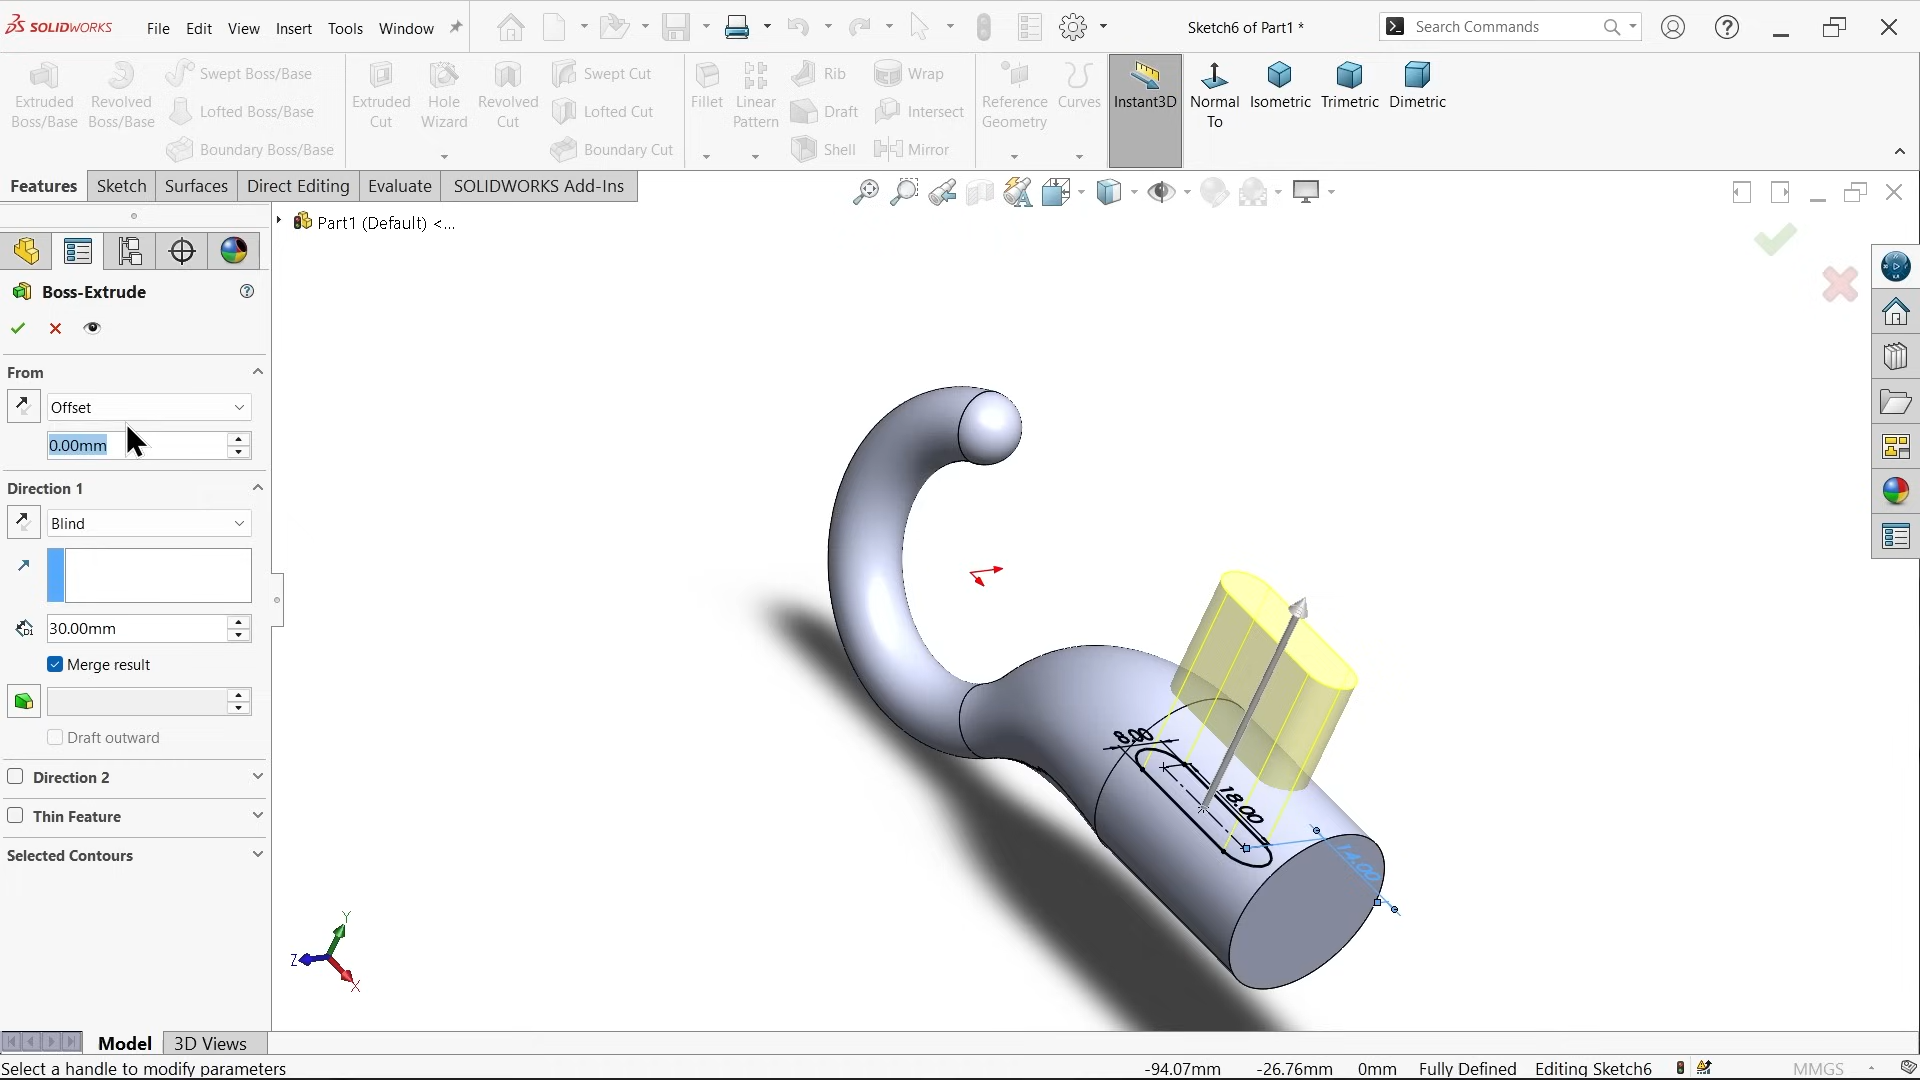 SOLIDWORKS
File Edit View Insert Tools Window
Sketch6 of Part1 *
Search Commands
Extruded Boss/Base
Revolved Boss/Base
Swept Boss/Base
Lofted Boss/Base
Boundary Boss/Base
Extruded Cut
Hole Wizard
Revolved Cut
Swept Cut
Lofted Cut
Boundary Cut
Fillet
Linear Pattern
Rib
Draft
Shell
Wrap
Intersect
Mirror
Reference Geometry
Curves
Instant3D
Normal To
Isometric
Trimetric
Dimetric
Features Sketch Surfaces Direct Editing Evaluate SOLIDWORKS Add-Ins
Part1 (Default) <...
Boss-Extrude
From
Offset
0.00mm
Direction 1
Blind
30.00mm
Merge result
Draft outward
Direction 2
Thin Feature
Selected Contours
8.00
18.00
14.00
Y
Z
X
Model 3D Views
Select a handle to modify parameters
-94.07mm -26.76mm 0mm Fully Defined Editing Sketch6 MMGS